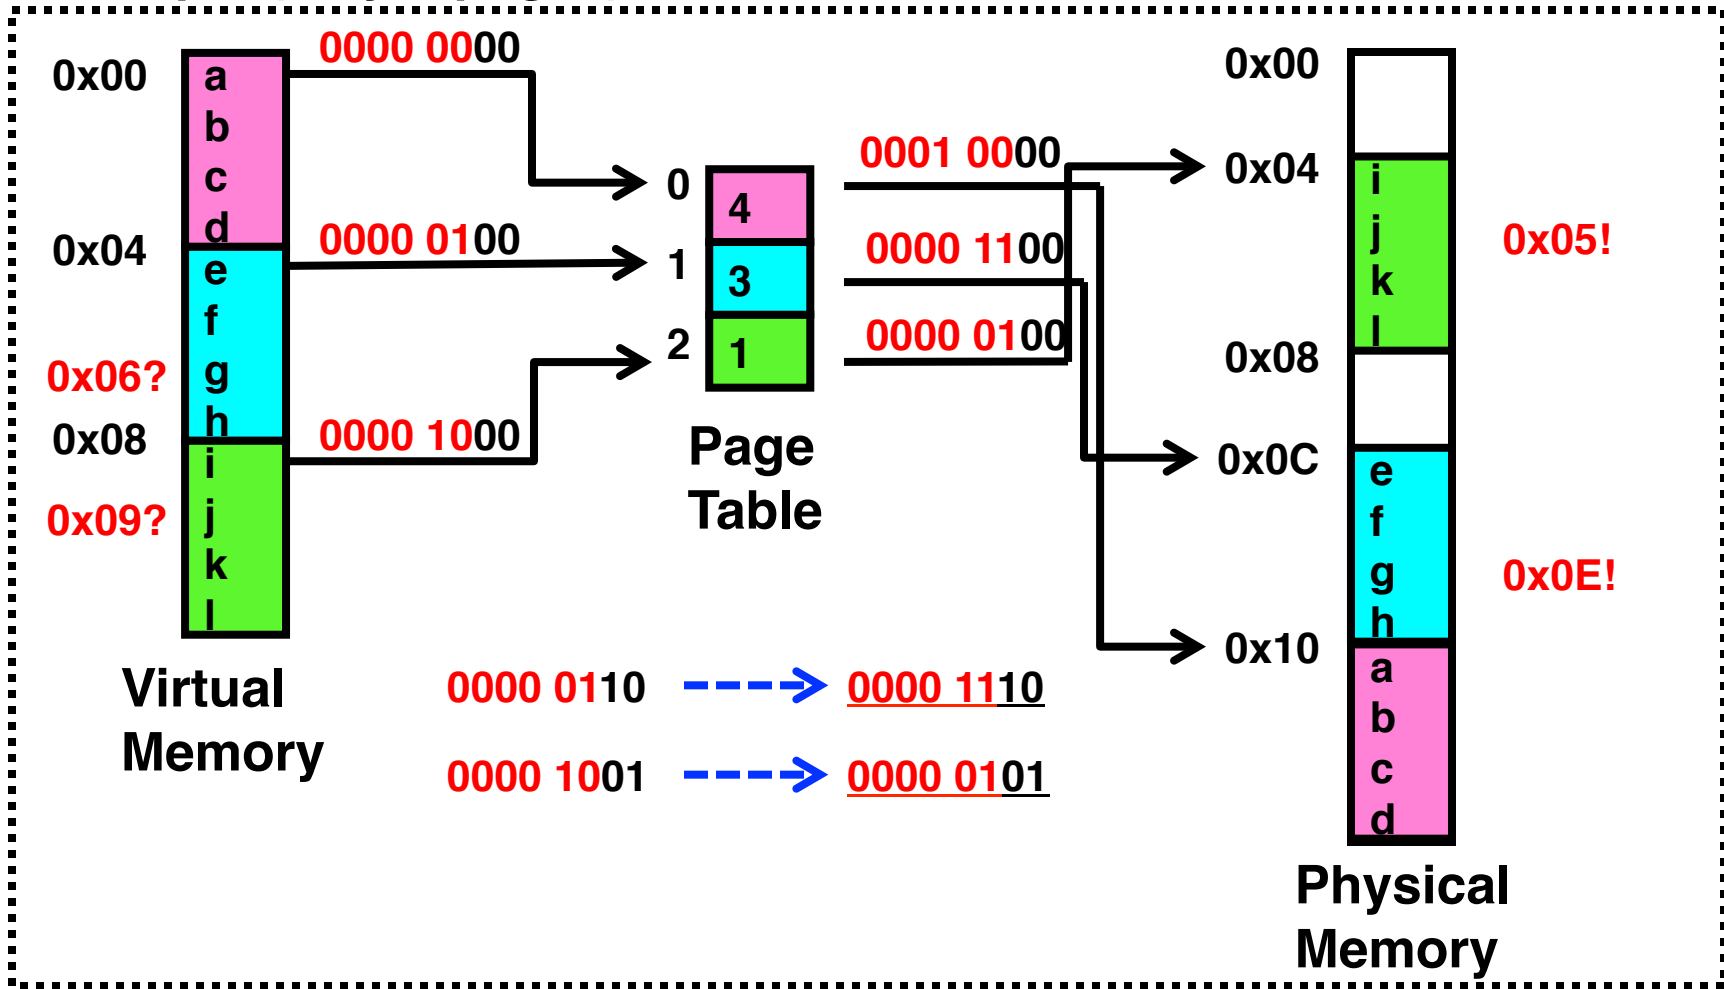 0x00
a
b
c
d
0x04
e
f
g
h
0x06?
0x08
i
j
k
l
0x09?
Virtual
Memory
0000 0000
0000 0100
0000 1000
0
1
2
4
3
1
Page
Table
0001 0000
0000 1100
0000 0100
0000 0110
0000 1110
0000 1001
0000 0101
0x00
0x04
i
j
k
l
0x05!
0x08
0x0C
e
f
g
h
0x0E!
0x10
a
b
c
d
Physical
Memory